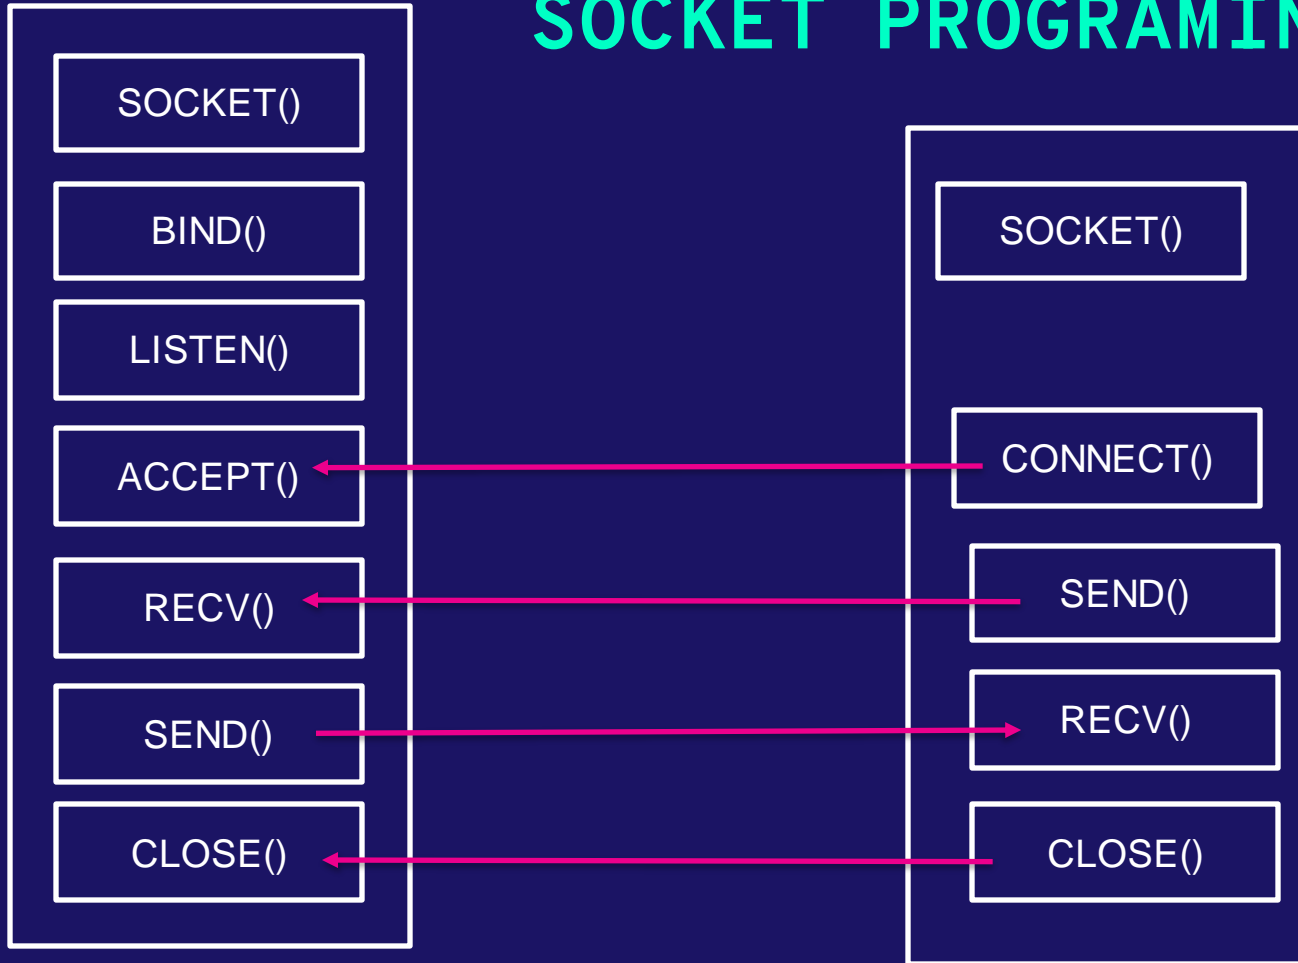 SOCKET PROGRAMIN
SOCKET()
BIND()
LISTEN()
ACCEPT()
RECV()
SEND()
CLOSE()
SOCKET()
CONNECT()
SEND()
RECV()
CLOSE()